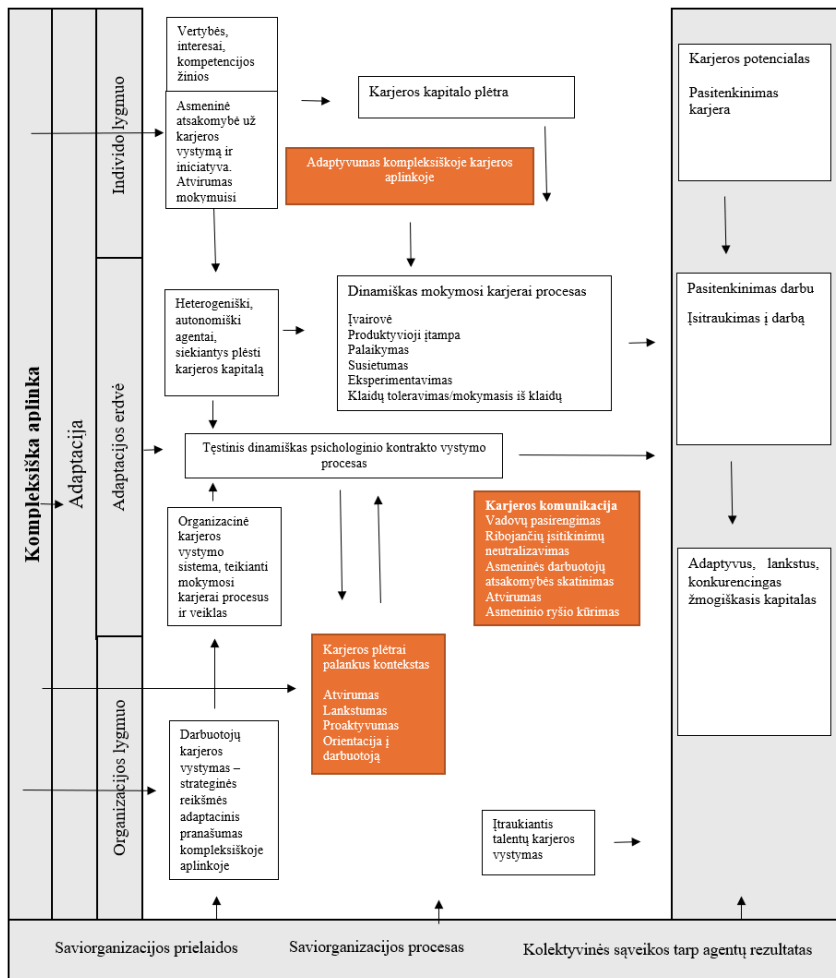 Kompleksiška aplinka
Adaptacija
Individo lygmuo
Adaptacijos erdvė
Organizacijos lygmuo
Vertybės,
interesai,
kompetencijos
žinios
Asmeninė
atsakomybė už
karjeros
vystymą ir
iniciatyva.
Atvirumas
mokymuisi
Karjeros kapitalo plėtra
Adaptyvumas kompleksiškoje karjeros
aplinkoje
Karjeros potencialas
Pasitenkinimas
karjera
Heterogeniški,
autonomiški
agentai,
siekiantys plėsti
karjeros kapitalą
Dinamiškas mokymosi karjerai procesas
Įvairovė
Produktyvioji įtampa
Palaikymas
Susietumas
Eksperimentavimas
Klaidų toleravimas/mokymasis iš klaidų
Pasitenkinimas darbu
Įsitraukimas į darbą
Tęstinis dinamiškas psichologinio kontrakto vystymo
procesas
Organizacinė
karjeros
vystymo
sistema, teikianti
mokymosi
karjerai procesus
ir veiklas
Karjeros komunikacija
Vadovų pasirengimas
Ribojančių įsitikinimų
neutralizavimas
Asmeninės darbuotojų
atsakomybės skatinimas
Atvirumas
Asmeninio ryšio kūrimas
Adaptyvus, lankstus,
konkurencingas
žmogiškasis kapitalas
Karjeros plėtrai
palankus kontekstas
Atvirumas
Lankstumas
Proaktyvumas
Orientacija į
darbuotoją
Darbuotojų
karjeros
vystymas –
strateginės
reikšmės
adaptacinis
pranašumas
kompleksiškoje
aplinkoje
Įtraukiantis
talentų karjeros
vystymas
Saviorganizacijos prielaidos
Saviorganizacijos procesas
Kolektyvinės sąveikos tarp agentų rezultatas